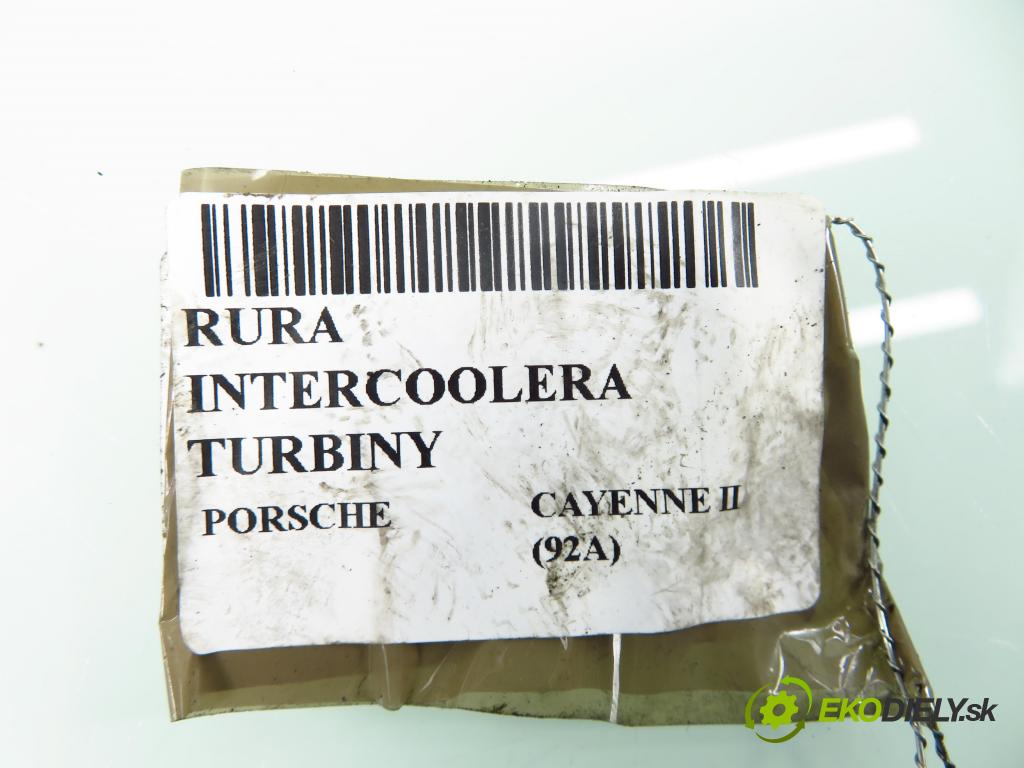 RURA
INTERCOOLERA
TURBINY
PORSCHE CAYENNE II
(92A)
EKODIELY.sk